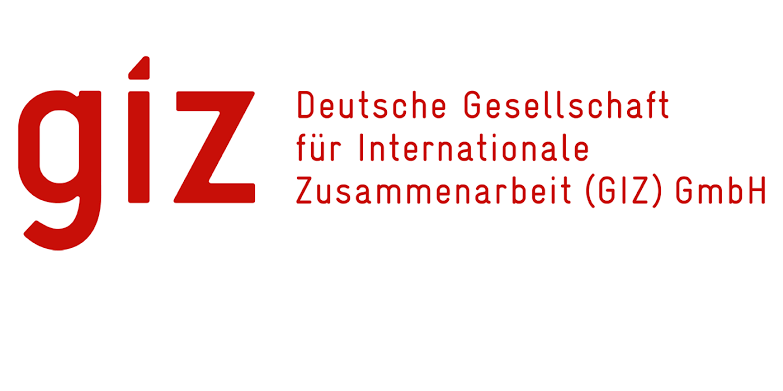 giz
Deutsche Gesellschaft
für Internationale
Zusammenarbeit (GIZ) GmbH